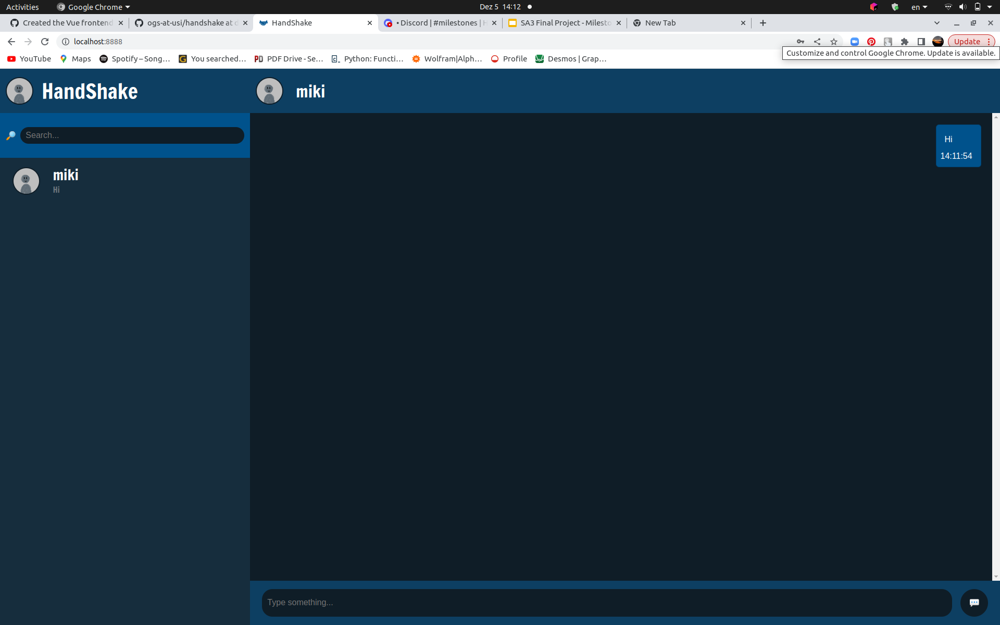 Activities Google Chrome Dez 5 14:12 en
Created the Vue frontend ogs-at-usi/handshake at d HandShake • Discord | #milestones | H SA3 Final Project - Milesto New Tab
localhost:8888 Update
Customize and control Google Chrome. Update is available.
YouTube Maps Spotify – Song… You searched… PDF Drive - Se… Python: Functi… Wolfram|Alph… Profile Desmos | Grap…
HandShake
miki
Search...
miki
Hi
Hi
14:11:54
Type something...